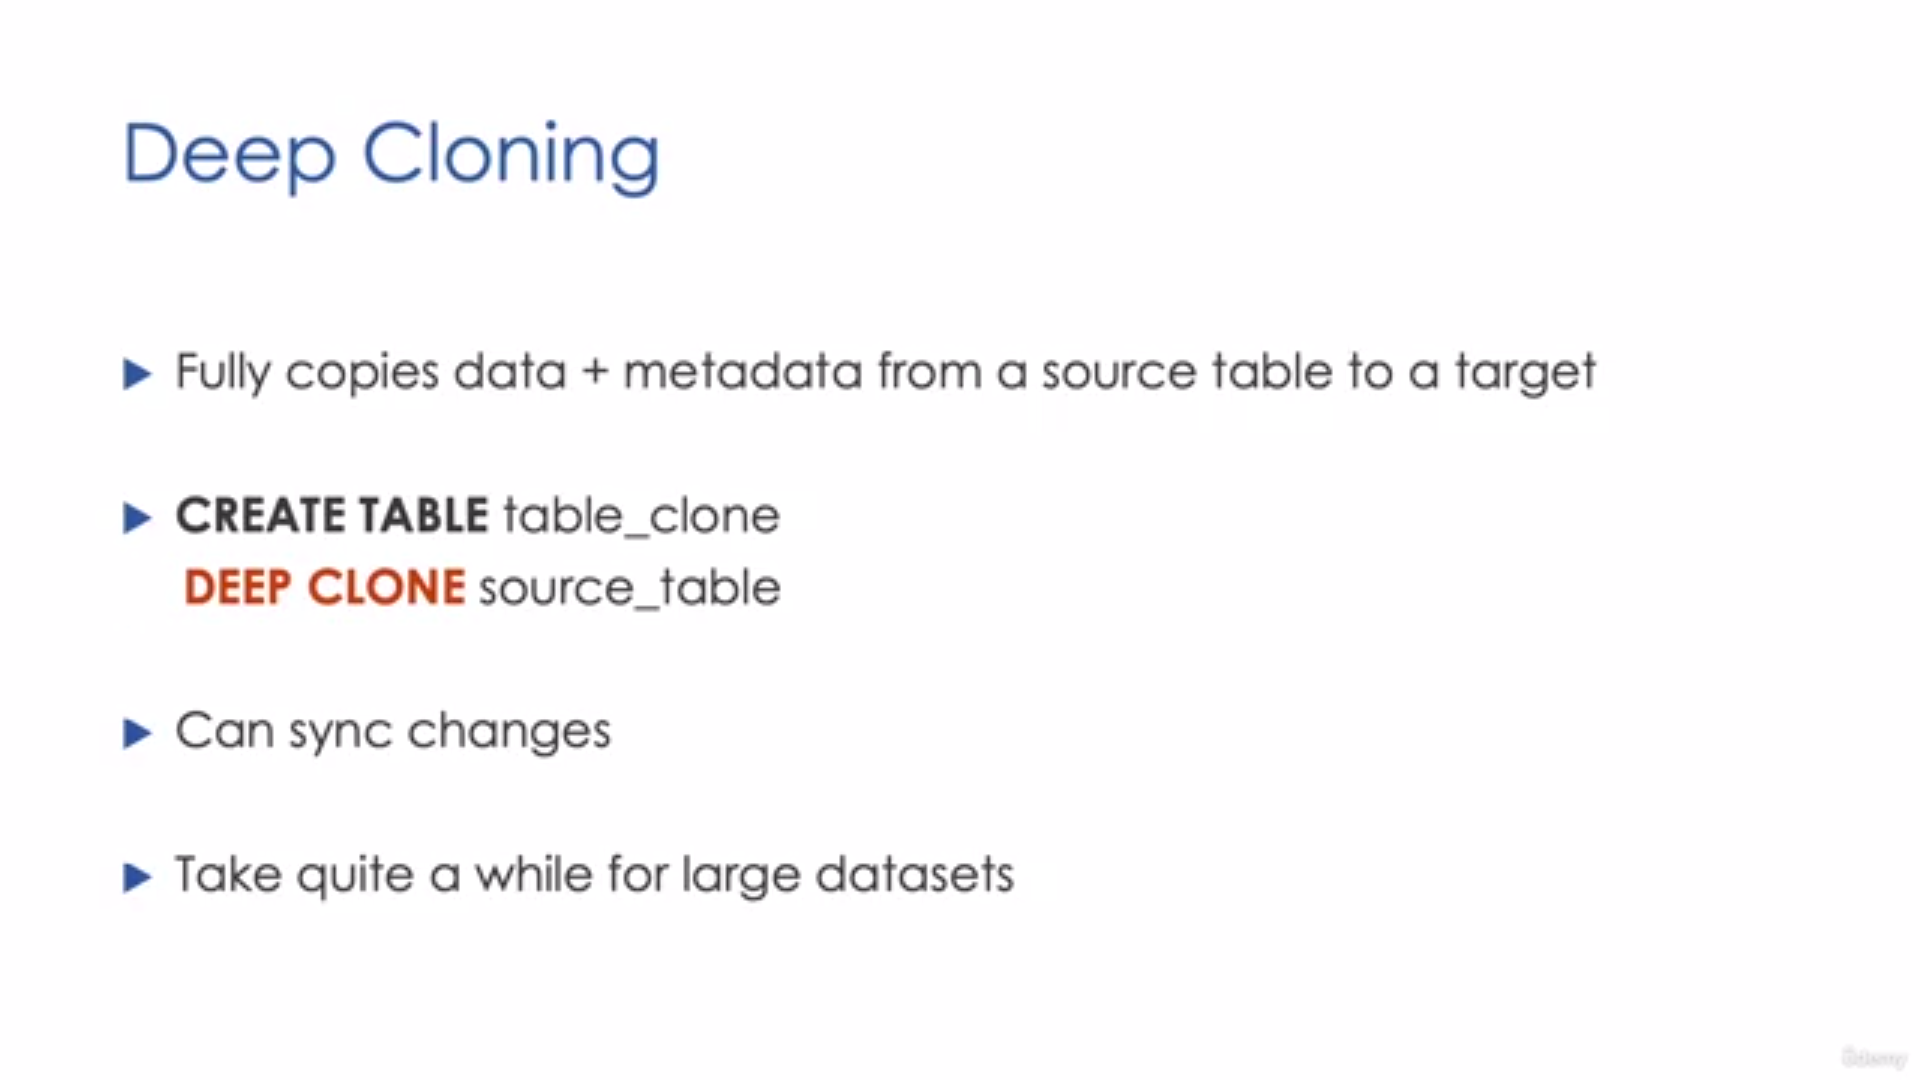 Deep Cloning
Fully copies data + metadata from a source table to a target
CREATE TABLE table_clone
DEEP CLONE source_table
Can sync changes
Take quite a while for large datasets
Udemy